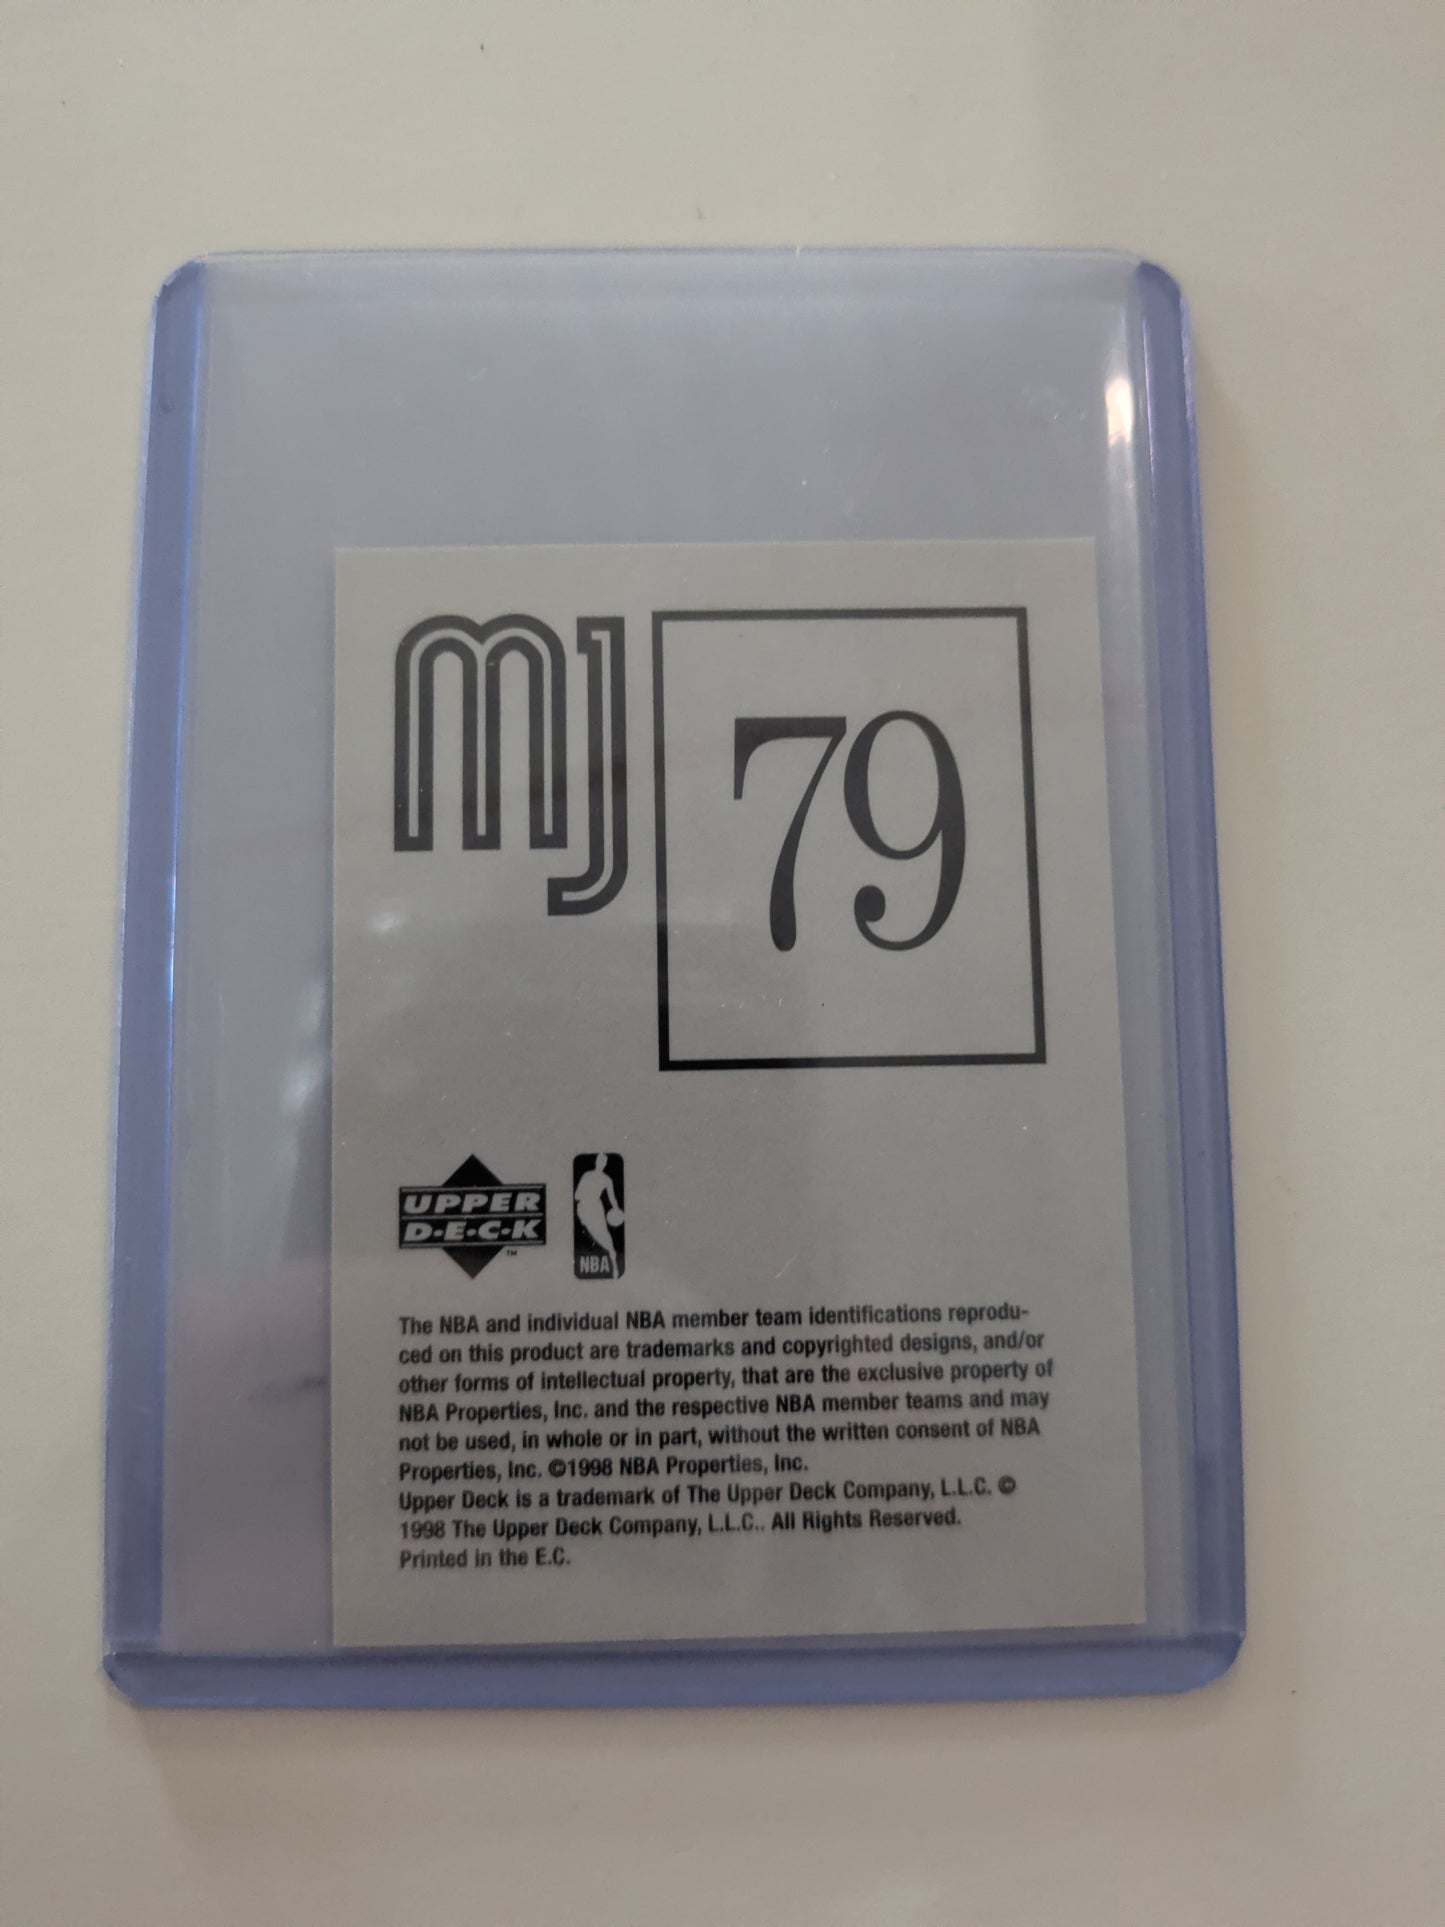 MJ
79
UPPER
D•E•C•K
™
NBA
The NBA and individual NBA member team identifications reprodu-
ced on this product are trademarks and copyrighted designs, and/or
other forms of intellectual property, that are the exclusive property of
NBA Properties, Inc. and the respective NBA member teams and may
not be used, in whole or in part, without the written consent of NBA
Properties, Inc. ©1998 NBA Properties, Inc.
Upper Deck is a trademark of The Upper Deck Company, L.L.C. ©
1998 The Upper Deck Company, L.L.C.. All Rights Reserved.
Printed in the E.C.